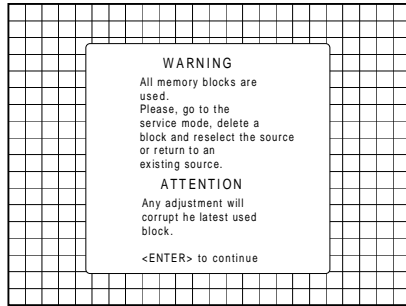 WARNING
All memory blocks are
used.
Please, go to the
service mode, delete a
block and reselect the source
or return to an
existing source.
ATTENTION
Any adjustment will
corrupt he latest used
block.
<ENTER> to continue